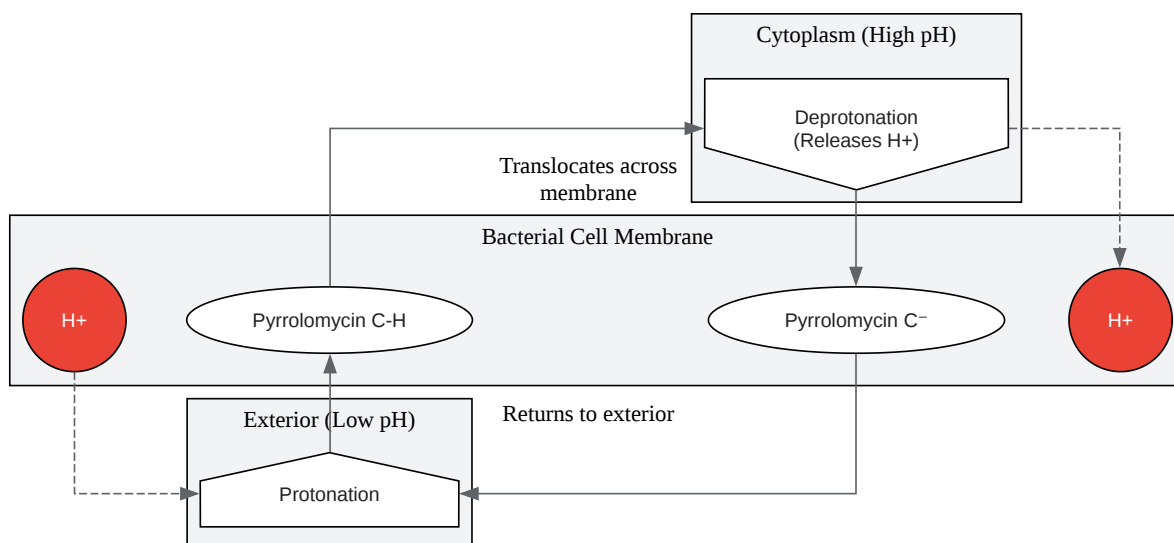 Cytoplasm (High pH)
Deprotonation
(Releases H+)
Translocates across
membrane
Bacterial Cell Membrane
H+
Pyrrolomycin C-H
Pyrrolomycin C⁻
H+
Exterior (Low pH)
Returns to exterior
Protonation